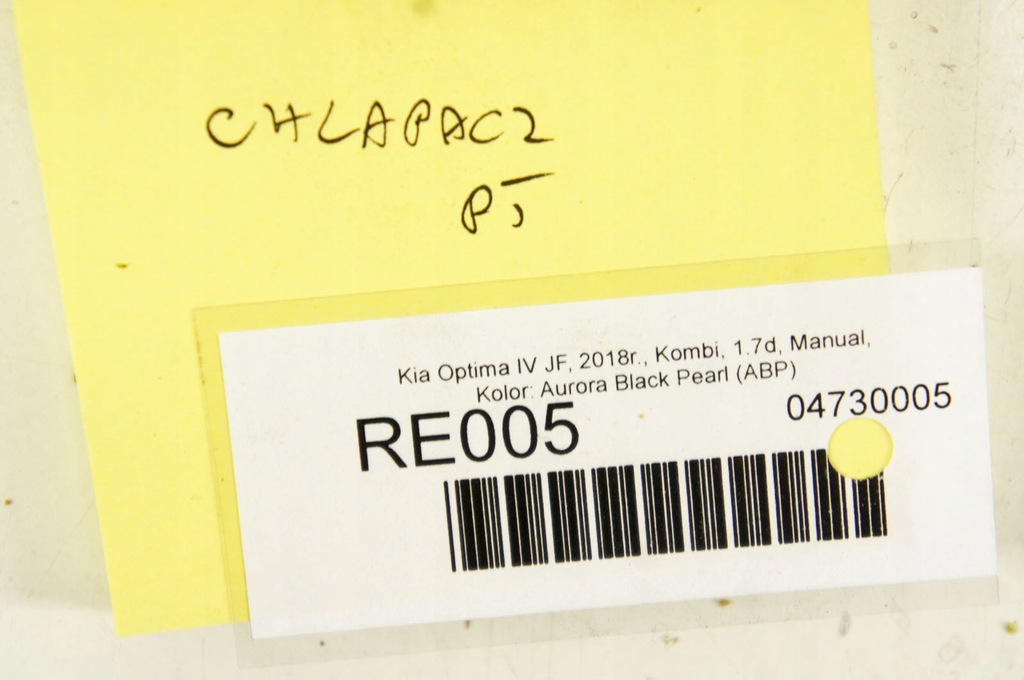 CHLAPACZ
PT
Kia Optima IV JF, 2018r., Kombi, 1.7d, Manual,
Kolor: Aurora Black Pearl (ABP)
RE005
04730005